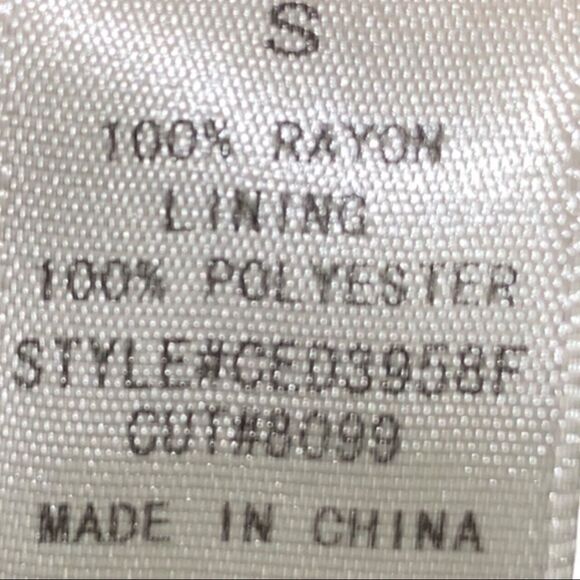 S
100% RAYON
LINING
100% POLYESTER
STYLE#CED3958F
CUT#8099
MADE IN CHINA